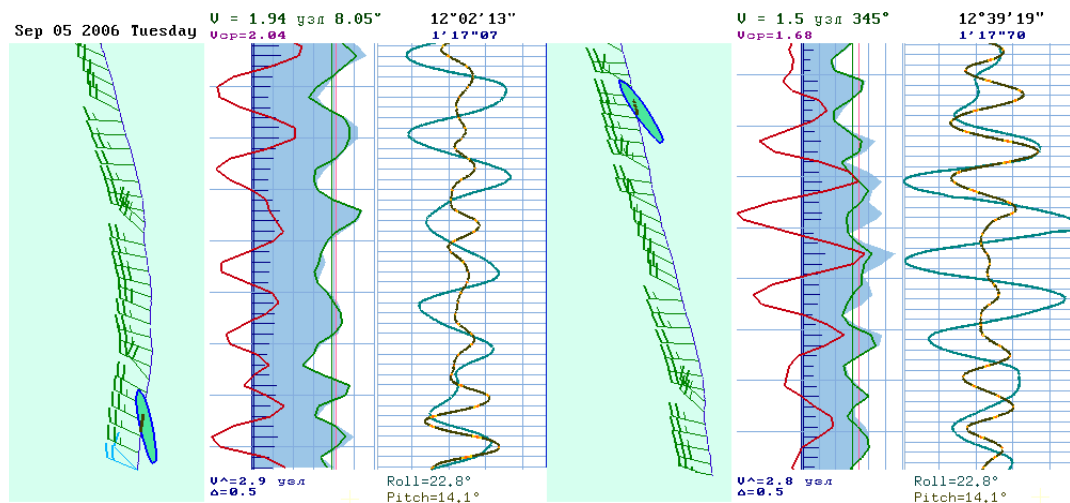 Sep 05 2006 Tuesday
V = 1.94 узл 8.05°
Vср=2.04
12°02'13"
1'17"07
V^=2.9 узл
Δ=0.5
Roll=22.8°
Pitch=14.1°
V = 1.5 узл 345°
Vср=1.68
12°39'19"
1'17"70
V^=2.8 узл
Δ=0.5
Roll=22.8°
Pitch=14.1°